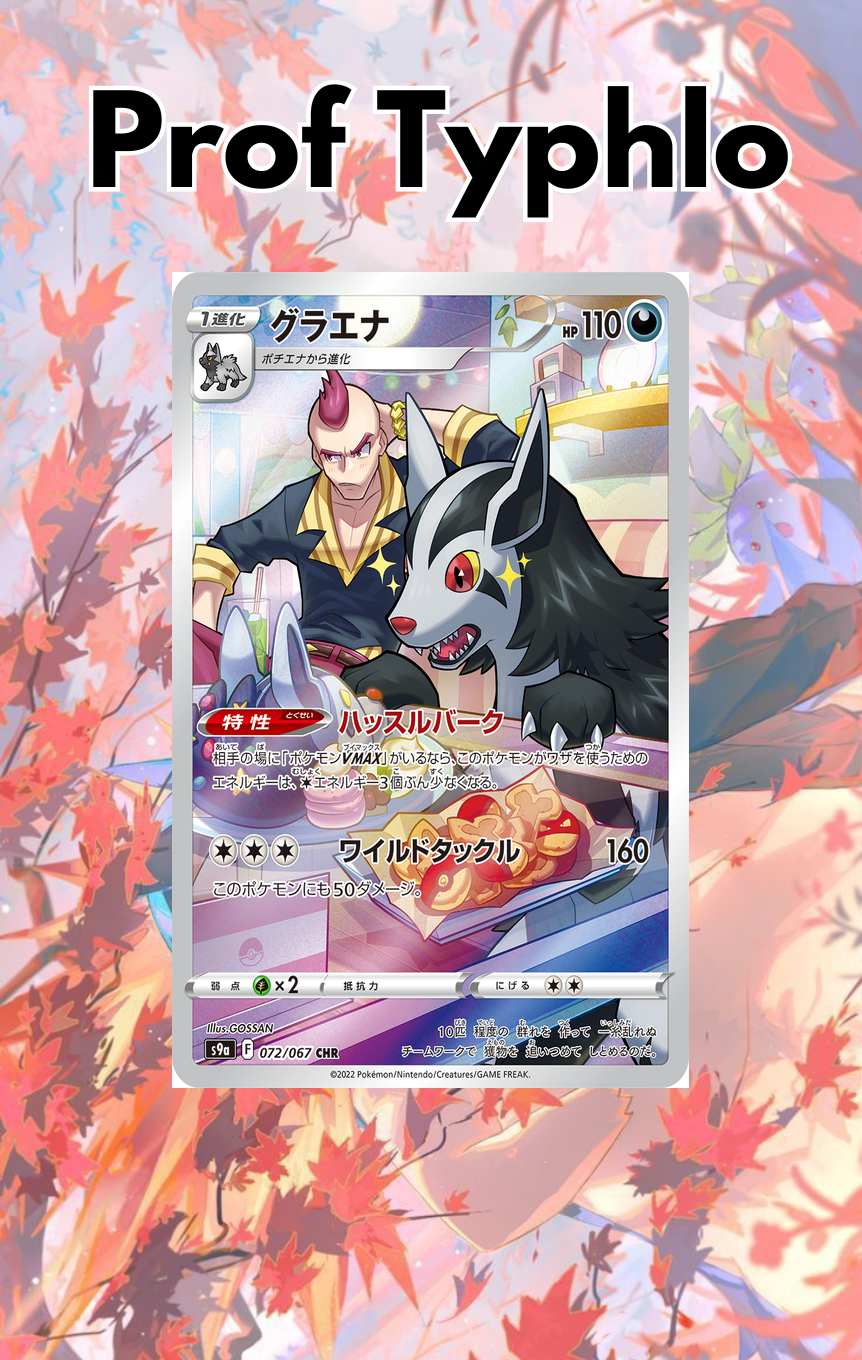 Prof Typhlo
1進化
グラエナ
HP 110
ポチエナから進化
特性
とくせい
ハッスルバーク
相手の場に「ポケモンVMAX」がいるなら、このポケモンがワザを使うための
エネルギーは、エネルギー3個ぶん少なくなる。
ワイルドタックル 160
このポケモンにも50ダメージ。
弱点 ×2 抵抗力 にげる
Illus.GOSSAN
10匹 程度の 群れを 作って 一糸乱れぬ
s9a F 072/067 CHR
チームワークで 獲物を 追いつめて しとめるのだ。
©2022 Pokémon/Nintendo/Creatures/GAME FREAK.